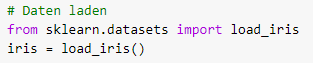 # Daten laden
from sklearn.datasets import load_iris
iris = load_iris()